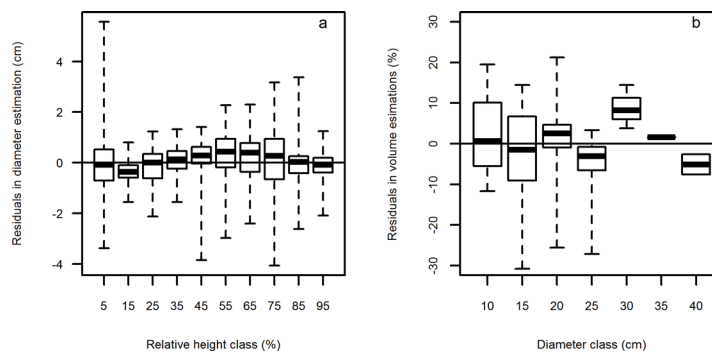 a
Residuals in diameter estimation (cm)
4
2
0
-2
-4
5 15 25 35 45 55 65 75 85 95
Relative height class (%)
b
Residuals in volume esimations (%)
30
20
10
0
-10
-20
-30
10 15 20 25 30 35 40
Diameter class (cm)